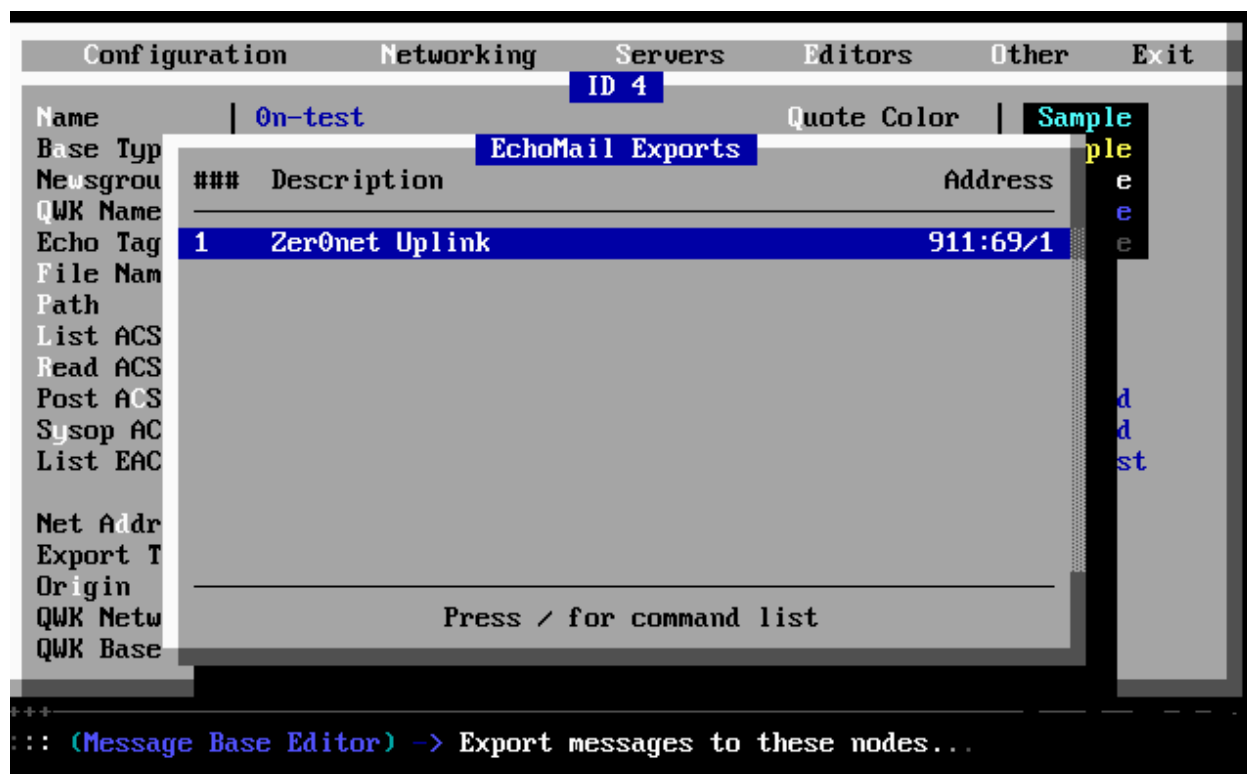 Configuration Networking Servers Editors Other Exit
ID 4
Name | 0n-test Quote Color | Sample
Base Typ EchoMail Exports ple
Newsgrou ### Description Address e
QWK Name e
Echo Tag 1 Zer0net Uplink 911:69/1 e
File Nam
Path
List ACS
Read ACS
Post ACS d
Sysop AC d
List EAC st
Net Addr
Export T
Origin
QWK Netw Press / for command list
QWK Base
::: (Message Base Editor) -> Export messages to these nodes...